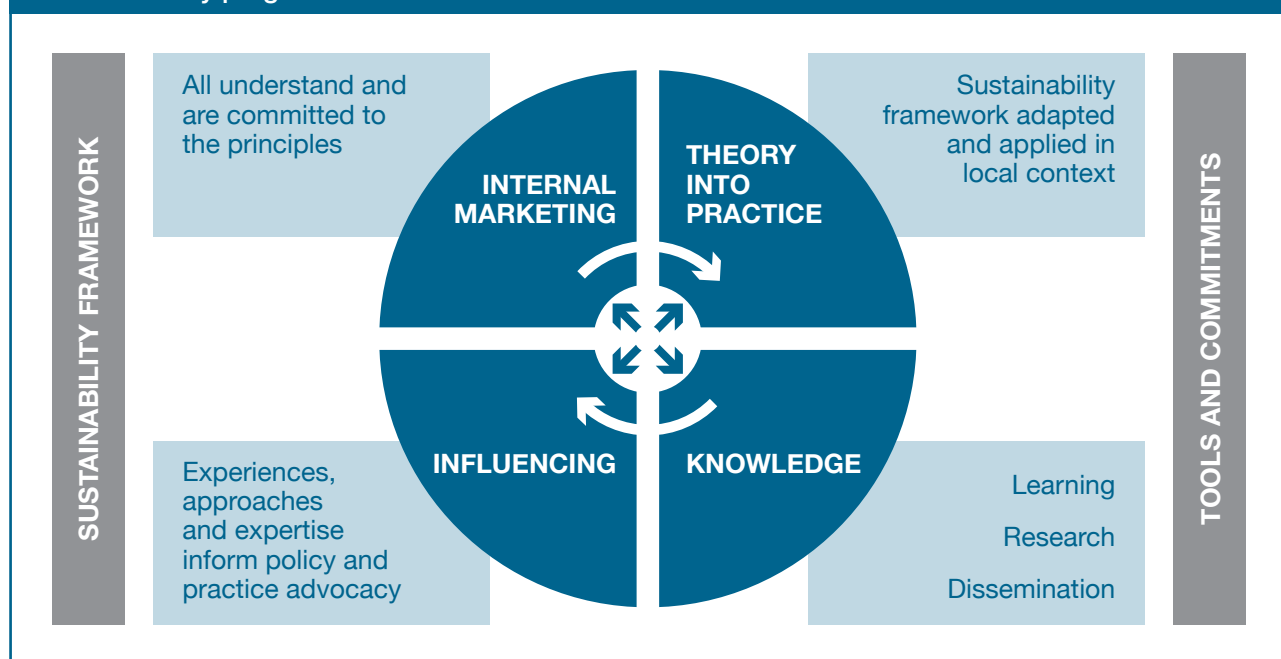 SUSTAINABILITY FRAMEWORK
All understand and
are committed to
the principles
INTERNAL
MARKETING
THEORY
INTO
PRACTICE
Sustainability
framework adapted
and applied in
local context
INFLUENCING
Experiences,
approaches
and expertise
inform policy and
practice advocacy
KNOWLEDGE
Learning
Research
Dissemination
TOOLS AND COMMITMENTS